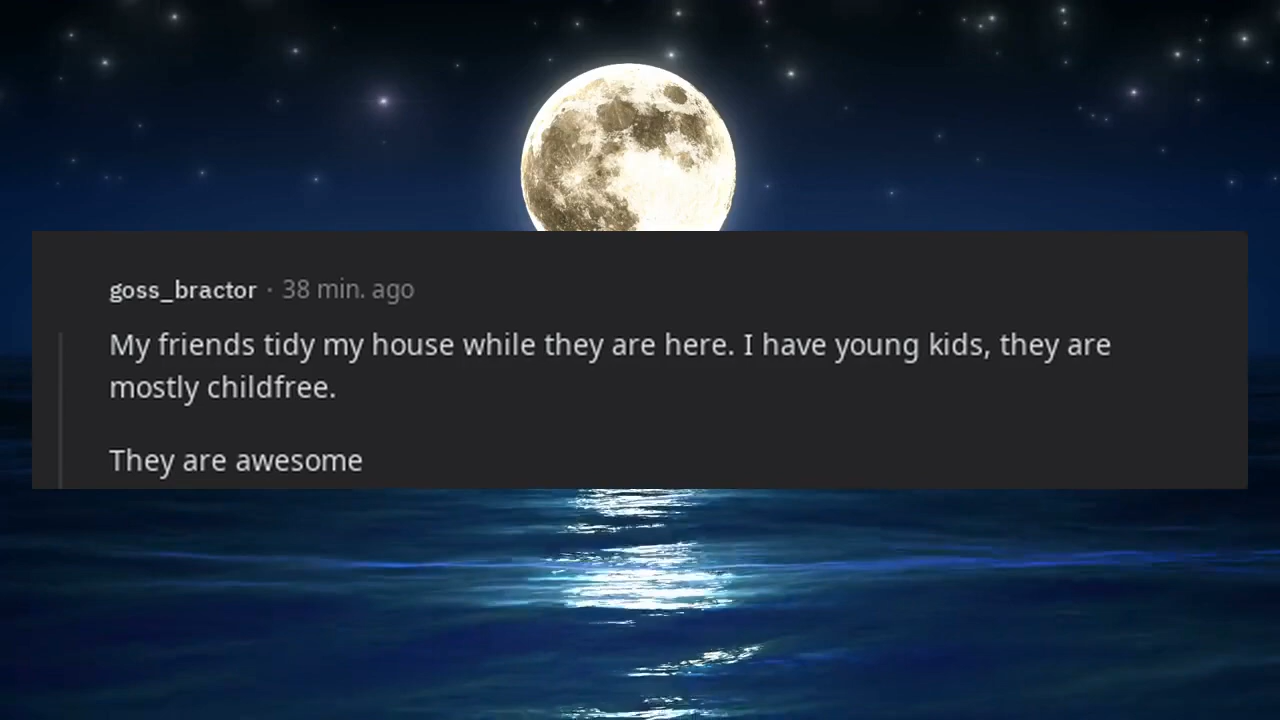 goss_bractor · 38 min. ago
My friends tidy my house while they are here. I have young kids, they are
mostly childfree.
They are awesome